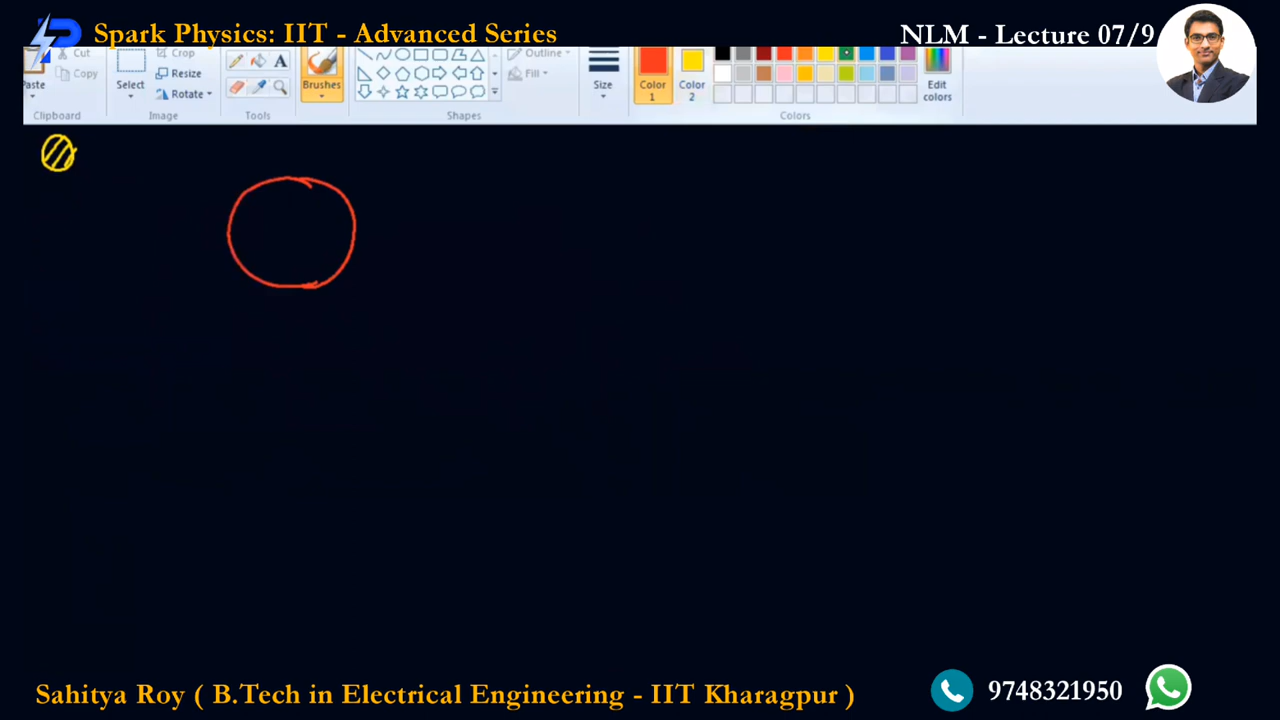 Spark Physics: IIT - Advanced Series
NLM - Lecture 07/9
Cut
Crop
Outline
Paste
Copy
Select
Resize
A
Brushes
Fill
Size
Color 1
Color 2
Edit colors
Rotate
Clipboard
Image
Tools
Shapes
Colors
Sahitya Roy ( B.Tech in Electrical Engineering - IIT Kharagpur )
9748321950